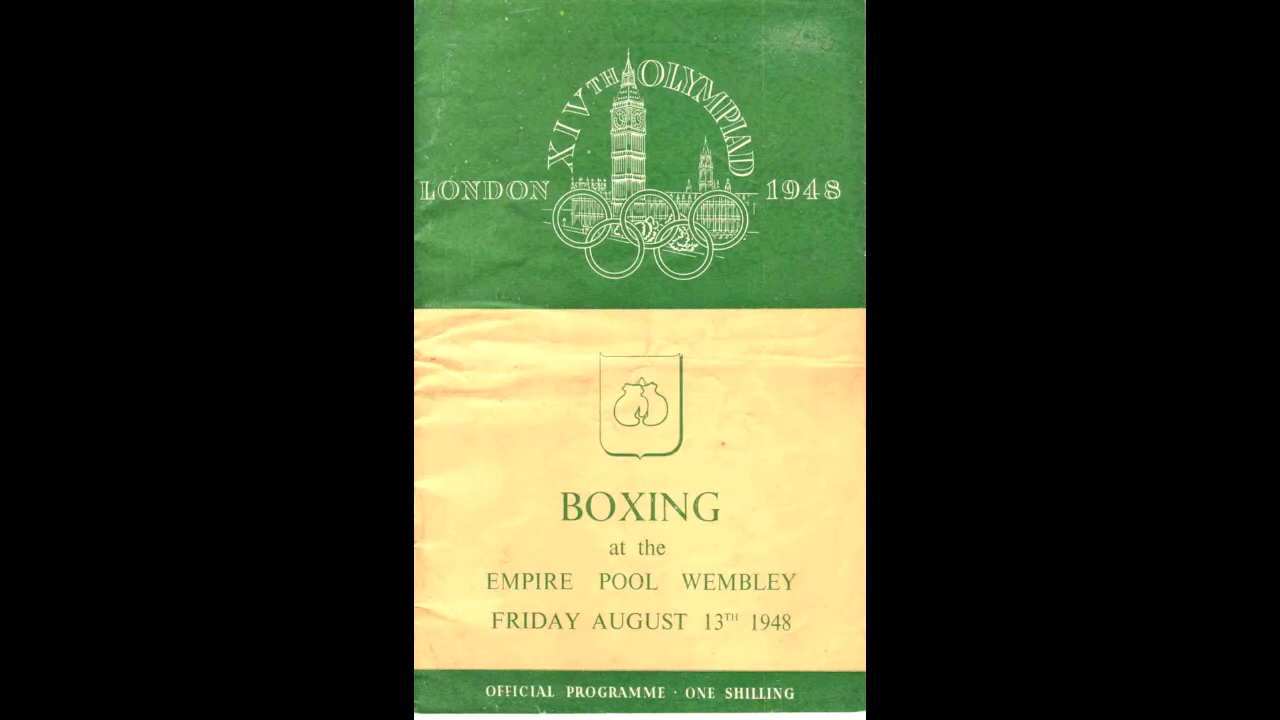 XIVTH OLYMPIAD
LONDON 1948
BOXING
at the
EMPIRE POOL WEMBLEY
FRIDAY AUGUST 13TH 1948
OFFICIAL PROGRAMME · ONE SHILLING